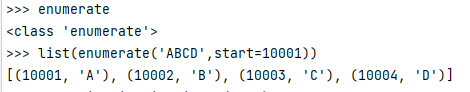 >>> enumerate
<class 'enumerate'>
>>> list(enumerate('ABCD',start=10001))
[(10001, 'A'), (10002, 'B'), (10003, 'C'), (10004, 'D')]